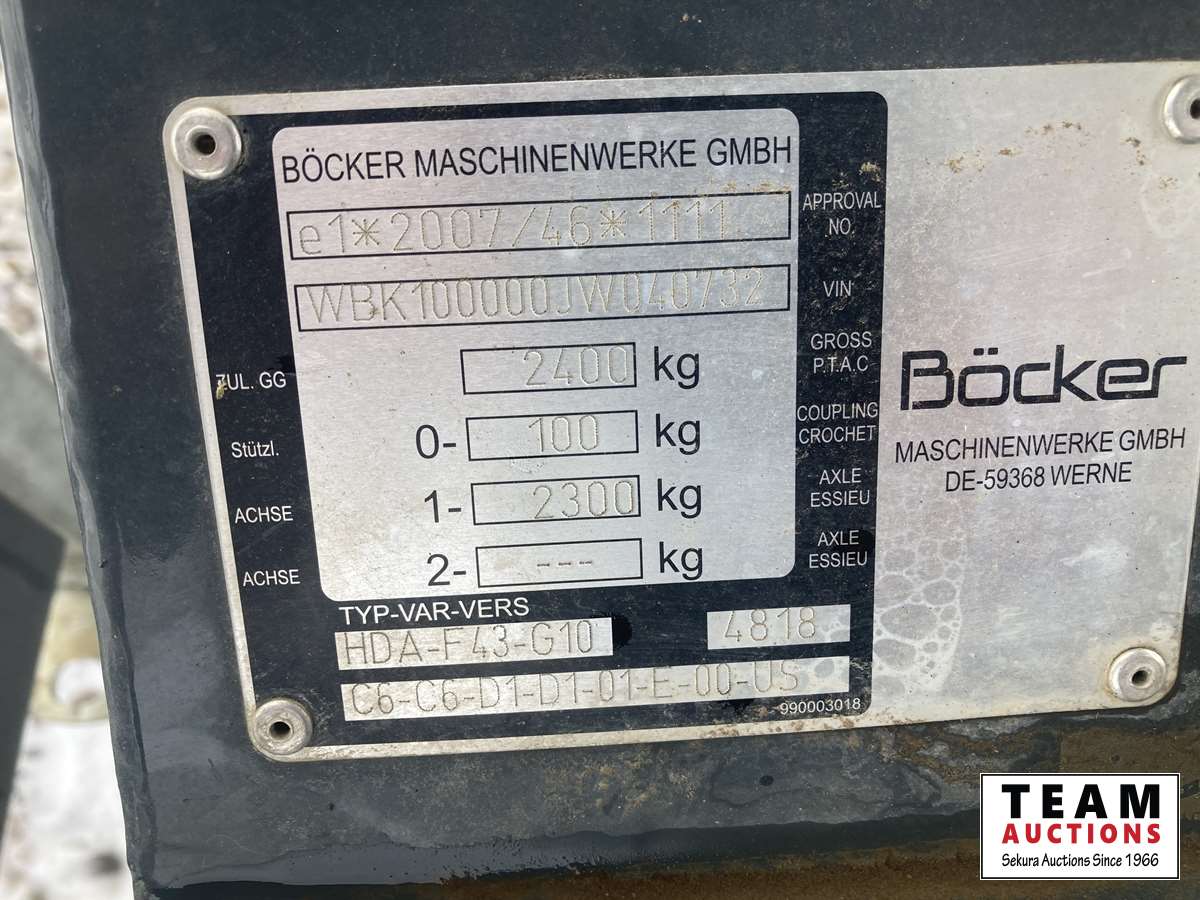 BÖCKER MASCHINENWERKE GMBH
e1*2007/46*1111 APPROVAL NO.
WBK100000JW040732 VIN
ZUL. GG 2400 kg GROSS P.T.A.C
Stützl. 0- 100 kg COUPLING CROCHET
ACHSE 1- 2300 kg AXLE ESSIEU
ACHSE 2- --- kg AXLE ESSIEU
TYP-VAR-VERS
HDA-F43-G10 4818
C6-C6-D1-D1-01-E-00-US
990003018
Böcker
MASCHINENWERKE GMBH
DE-59368 WERNE
TEAM
AUCTIONS
Sekura Auctions Since 1966